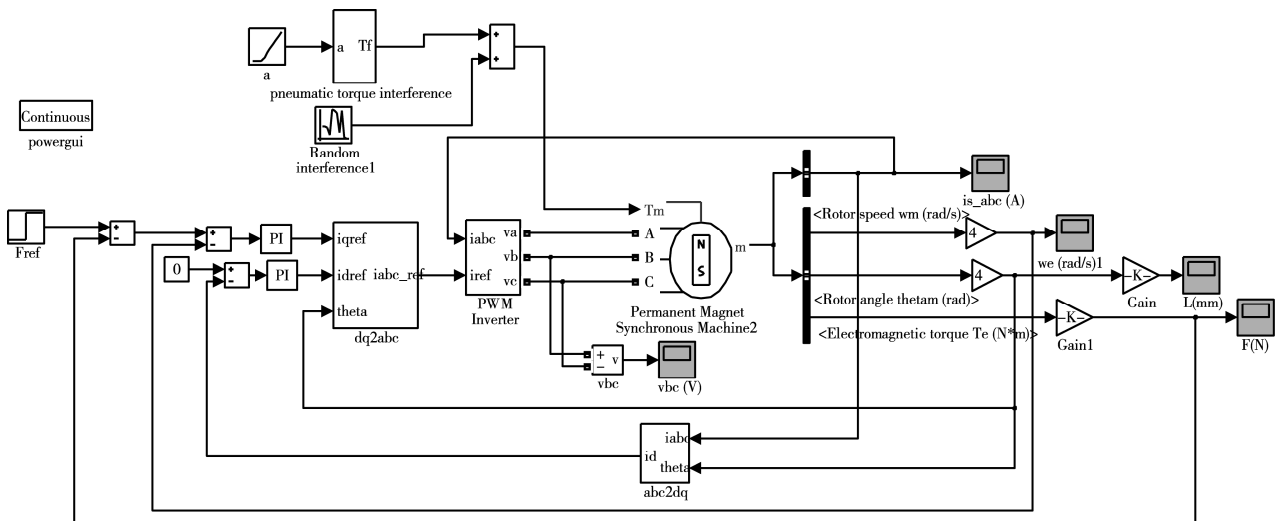 a
Tf
a
pneumatic torque interference
Random
interference1
Continuous
powergui
Fref
+
−
+
−
PI
0
+
−
PI
iqref
idref
theta
iabc_ref
dq2abc
iabc
iref
va
vb
vc
PWM
Inverter
+
+
Tm
A
B
C
N
S
m
Permanent Magnet
Synchronous Machine2
+
−
v
vbc
vbc (V)
is_abc (A)
<Rotor speed wm (rad/s)>
4
we (rad/s)1
4
<Rotor angle thetam (rad)>
-K-
Gain
L(mm)
<Electromagnetic torque Te (N*m)>
-K-
Gain1
F(N)
iabc
id
theta
abc2dq